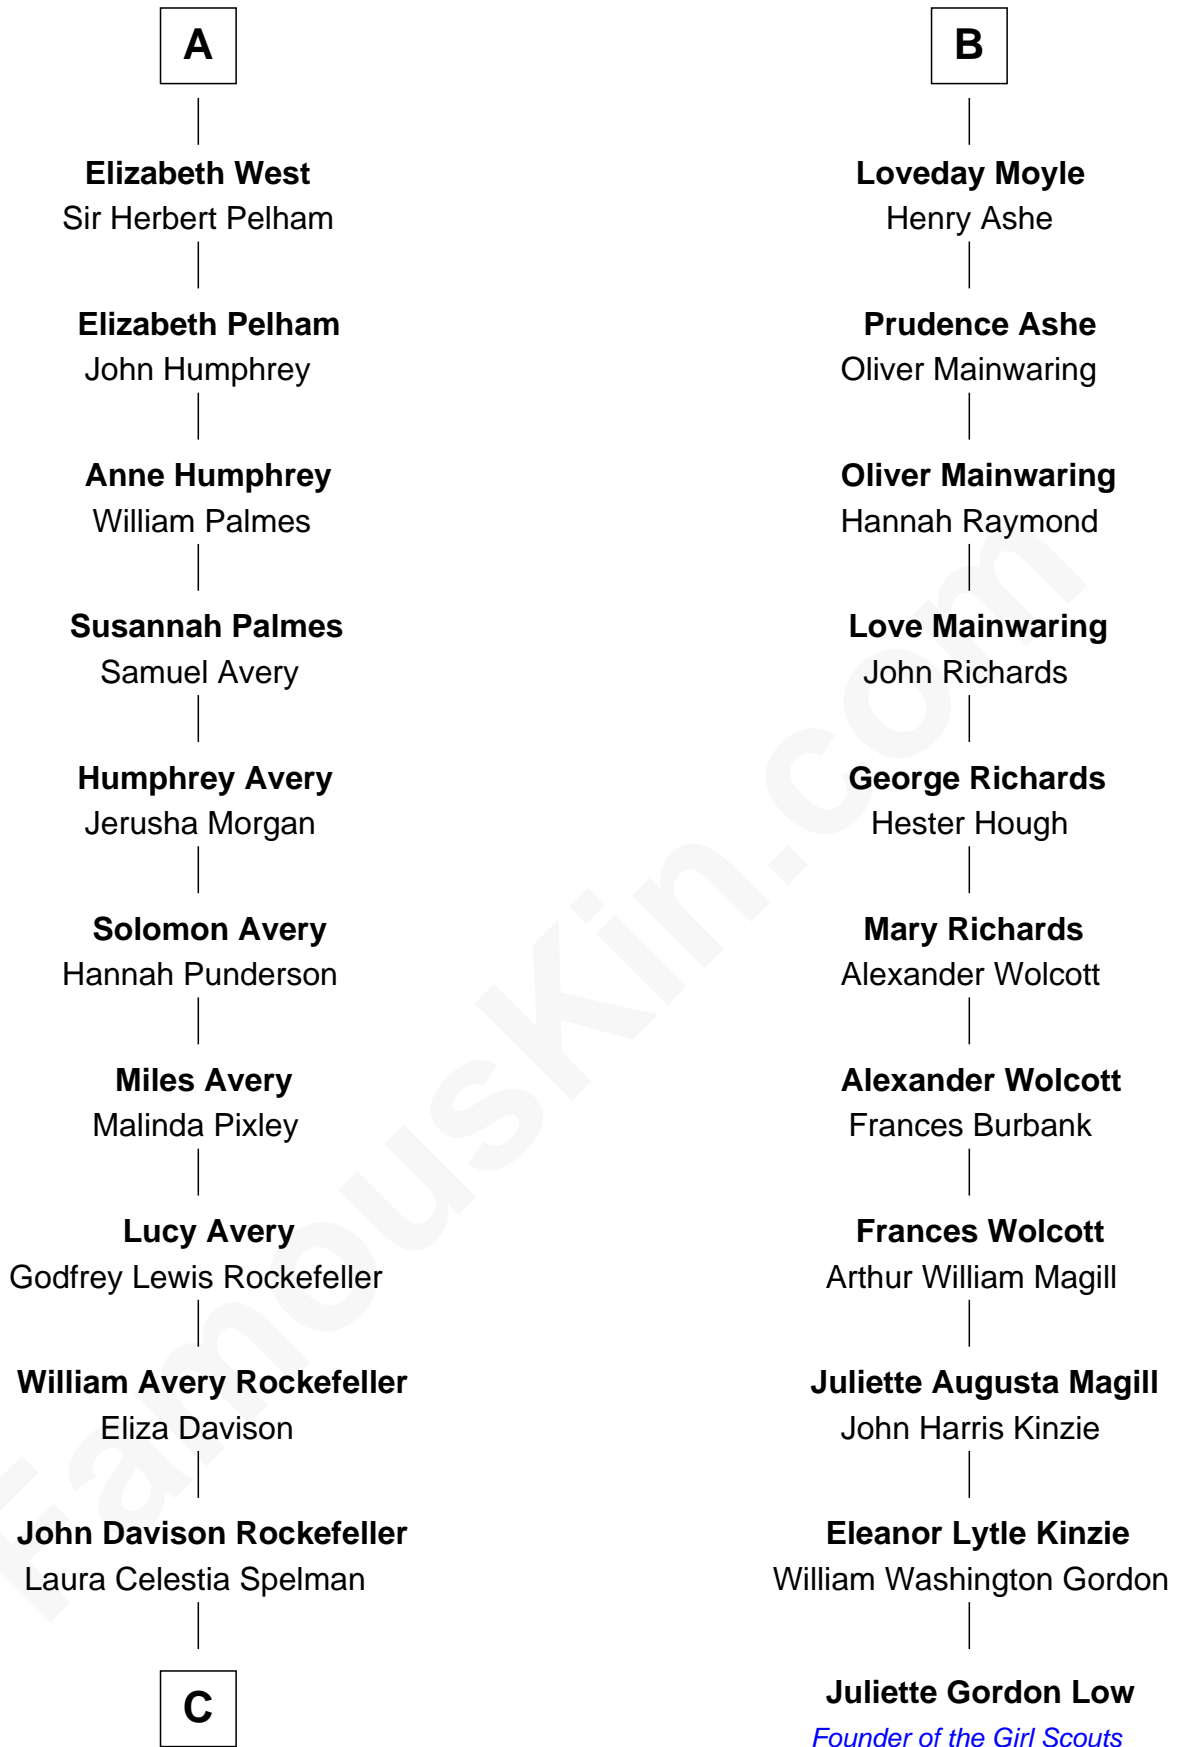 A
Elizabeth West
Sir Herbert Pelham
Elizabeth Pelham
John Humphrey
Anne Humphrey
William Palmes
Susannah Palmes
Samuel Avery
Humphrey Avery
Jerusha Morgan
Solomon Avery
Hannah Punderson
Miles Avery
Malinda Pixley
Lucy Avery
Godfrey Lewis Rockefeller
William Avery Rockefeller
Eliza Davison
John Davison Rockefeller
Laura Celestia Spelman
C
B
Loveday Moyle
Henry Ashe
Prudence Ashe
Oliver Mainwaring
Oliver Mainwaring
Hannah Raymond
Love Mainwaring
John Richards
George Richards
Hester Hough
Mary Richards
Alexander Wolcott
Alexander Wolcott
Frances Burbank
Frances Wolcott
Arthur William Magill
Juliette Augusta Magill
John Harris Kinzie
Eleanor Lytle Kinzie
William Washington Gordon
Juliette Gordon Low
Founder of the Girl Scouts
FamousKin.com